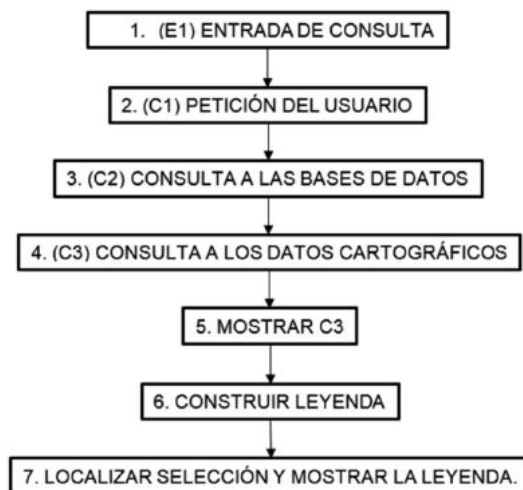 1. (E1) ENTRADA DE CONSULTA
2. (C1) PETICIÓN DEL USUARIO
3. (C2) CONSULTA A LAS BASES DE DATOS
4. (C3) CONSULTA A LOS DATOS CARTOGRÁFICOS
5. MOSTRAR C3
6. CONSTRUIR LEYENDA
7. LOCALIZAR SELECCIÓN Y MOSTRAR LA LEYENDA.